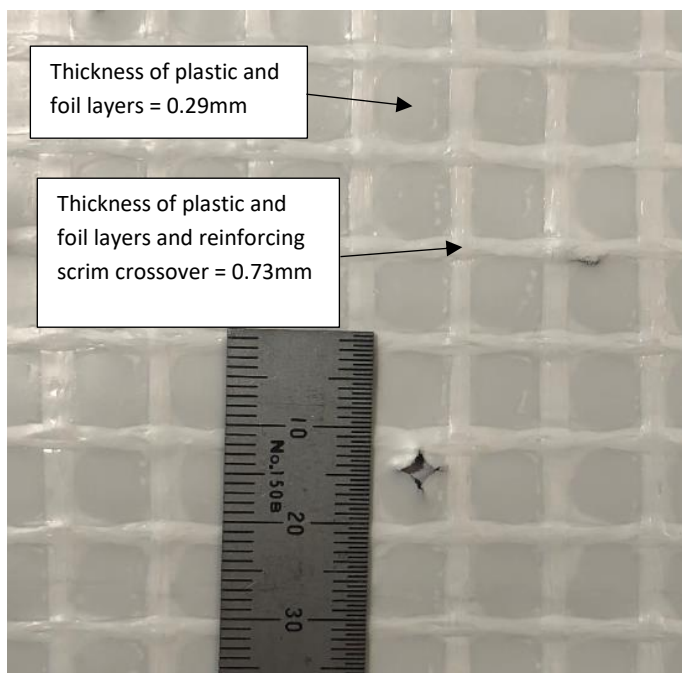 Thickness of plastic and
foil layers = 0.29mm
Thickness of plastic and
foil layers and reinforcing
scrim crossover = 0.73mm
10
No.150B
20
30